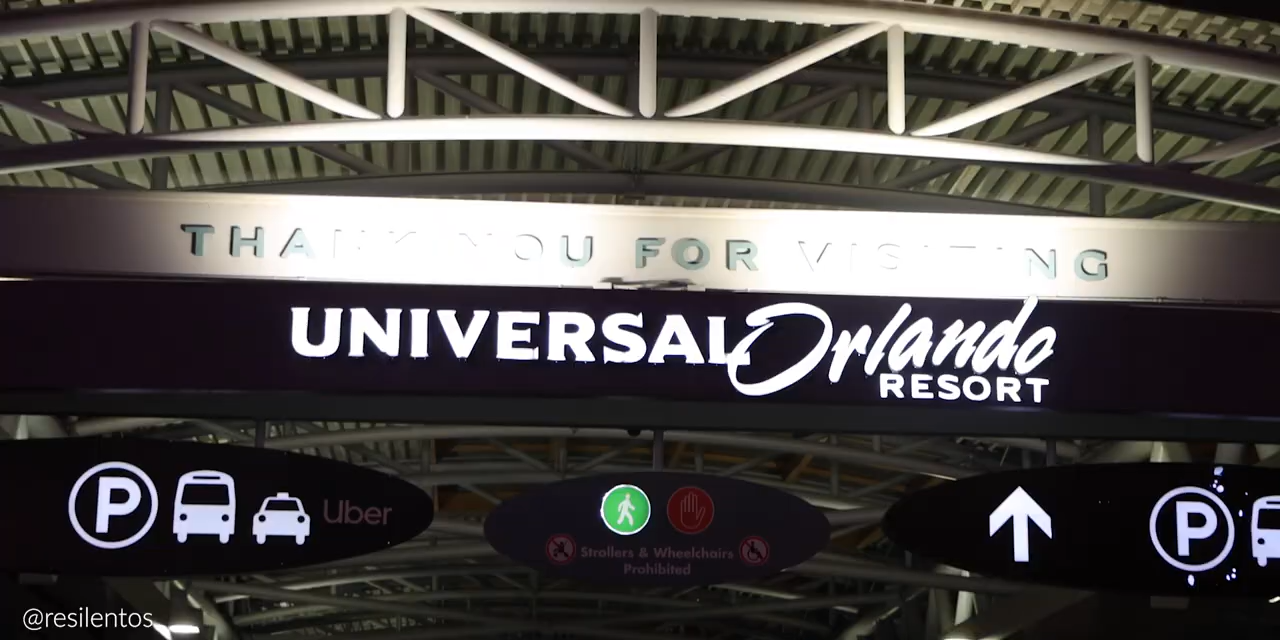 THANK YOU FOR VISITING
UNIVERSAL Orlando
RESORT
P Uber
Strollers & Wheelchairs
Prohibited
P
@resilentos